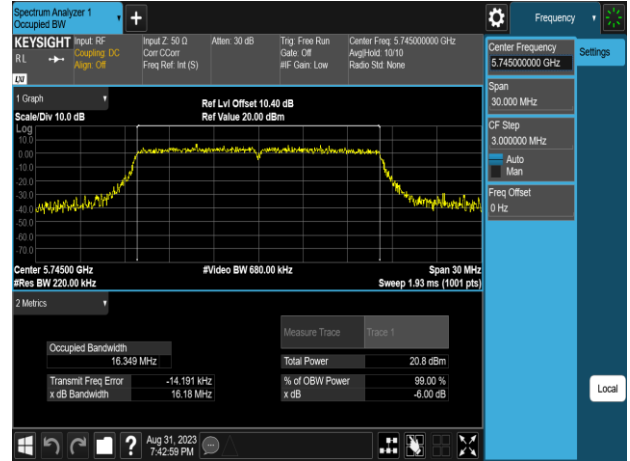 Spectrum Analyzer 1
Occupied BW
+
Frequency
KEYSIGHT
R L
LXI
Input: RF
Coupling: DC
Align: Off
Input Z: 50 Ω
Corr CCorr
Freq Ref: Int (S)
Atten: 30 dB
Trig: Free Run
Gate: Off
#IF Gain: Low
Center Freq: 5.745000000 GHz
Avg|Hold: 10/10
Radio Std: None
Center Frequency
5.745000000 GHz
Settings
Span
30.000 MHz
CF Step
3.000000 MHz
Auto
Man
Freq Offset
0 Hz
Local
1 Graph
Scale/Div 10.0 dB
Ref Lvl Offset 10.40 dB
Ref Value 20.00 dBm
Log
10.0
0.00
-10.0
-20.0
-30.0
-40.0
-50.0
-60.0
-70.0
Center 5.74500 GHz
#Res BW 220.00 kHz
#Video BW 680.00 kHz
Span 30 MHz
Sweep 1.93 ms (1001 pts)
2 Metrics
Measure Trace Trace 1
Occupied Bandwidth
16.349 MHz
Total Power 20.8 dBm
Transmit Freq Error -14.191 kHz
% of OBW Power 99.00 %
x dB Bandwidth 16.18 MHz
x dB -6.00 dB
?
Aug 31, 2023
7:42:59 PM